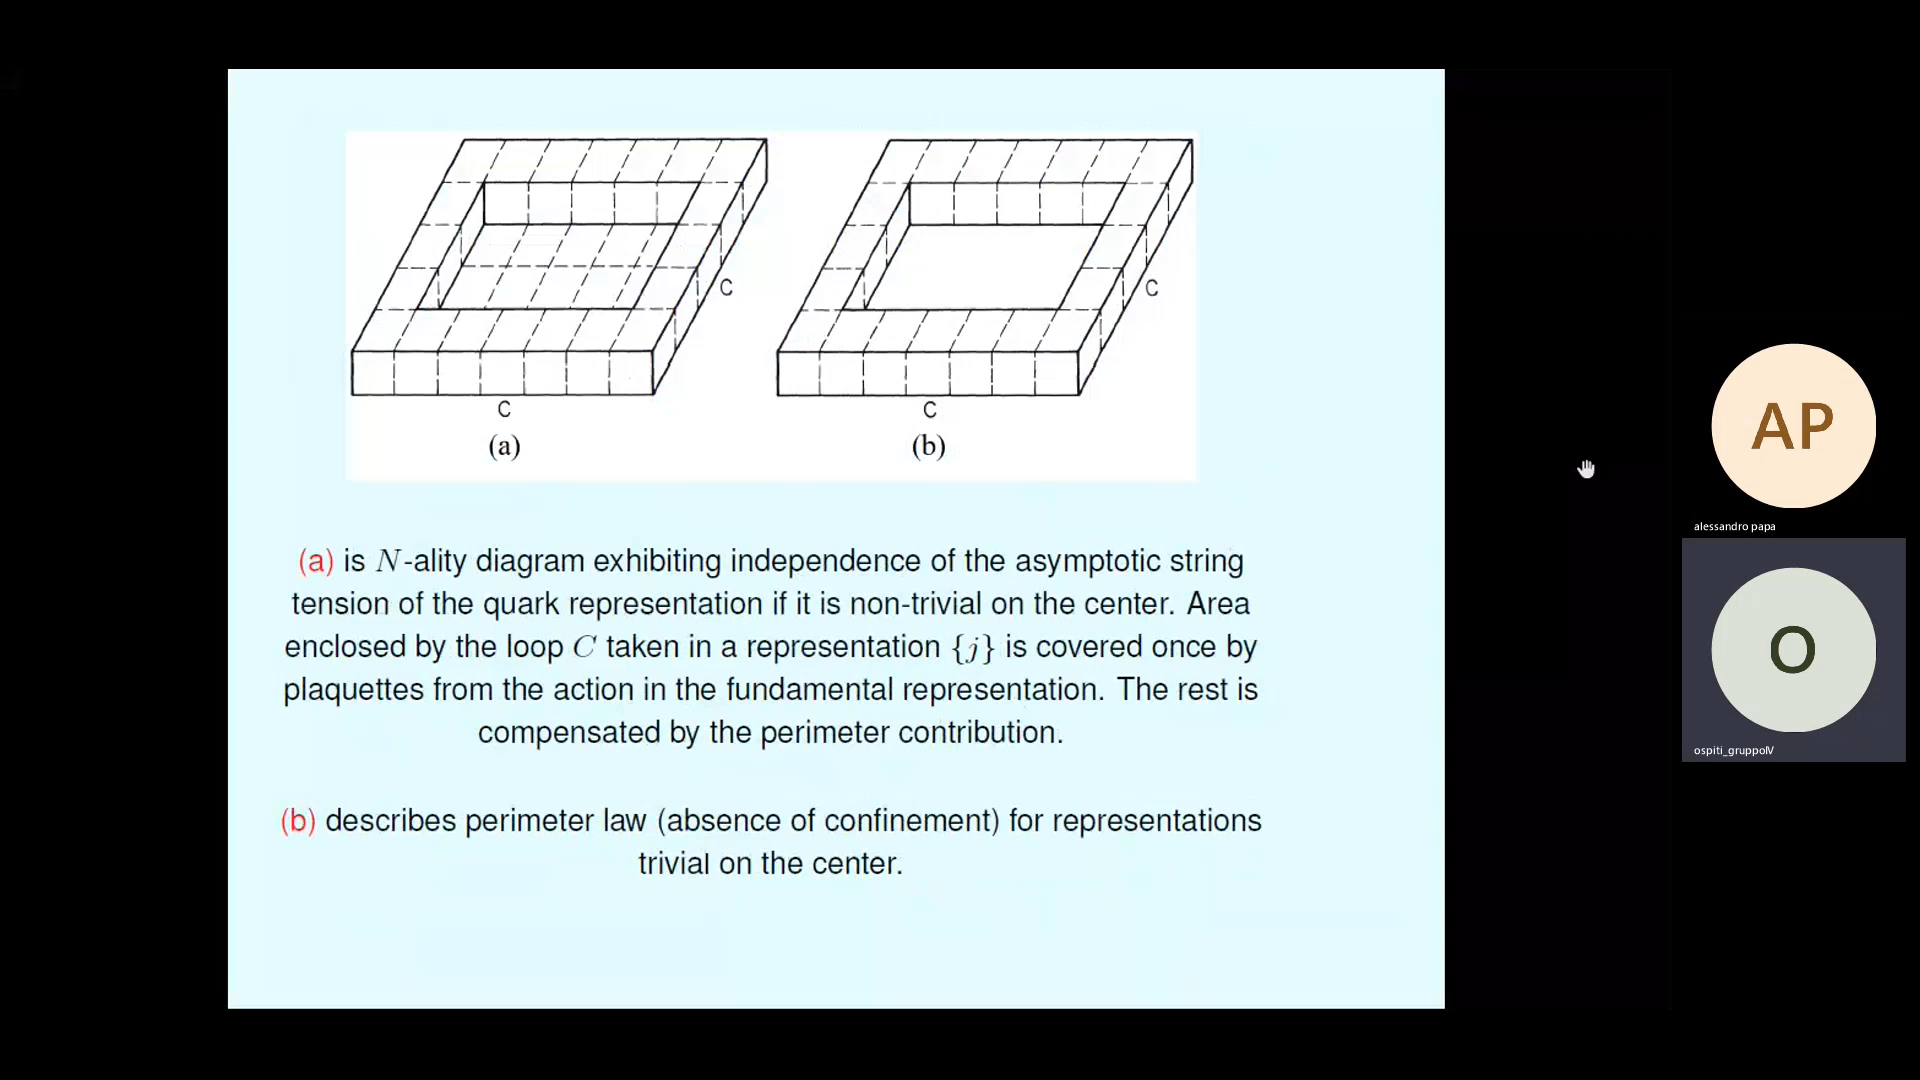 C
C
C
C
(a)
(b)
(a) is N-ality diagram exhibiting independence of the asymptotic string
tension of the quark representation if it is non-trivial on the center. Area
enclosed by the loop C taken in a representation {j} is covered once by
plaquettes from the action in the fundamental representation. The rest is
compensated by the perimeter contribution.
(b) describes perimeter law (absence of confinement) for representations
trivial on the center.
AP
alessandro papa
O
ospiti_gruppoIV